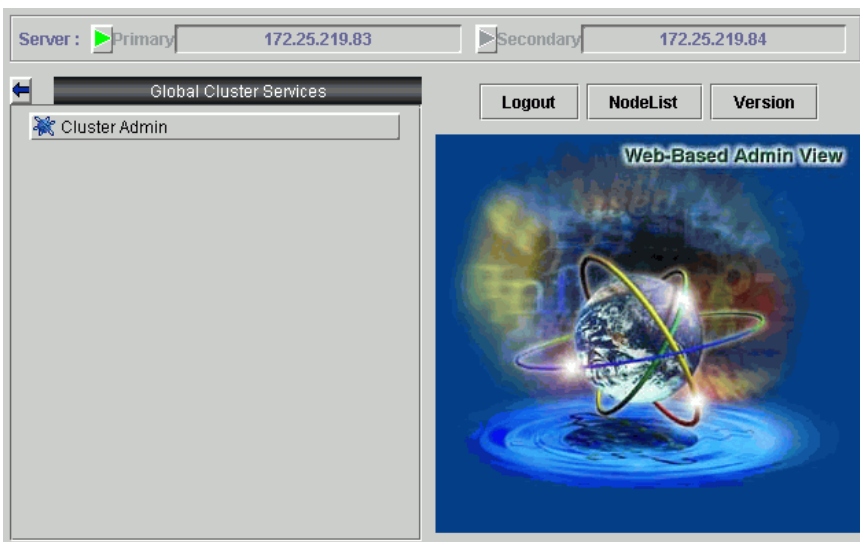 Server : Primary 172.25.219.83 Secondary 172.25.219.84
Global Cluster Services
Cluster Admin
Logout NodeList Version
Web-Based Admin View